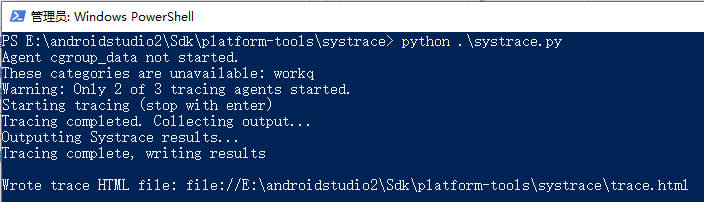 管理员: Windows PowerShell
PS E:\androidstudio2\Sdk\platform-tools\systrace> python .\systrace.py
Agent cgroup_data not started.
These categories are unavailable: workq
Warning: Only 2 of 3 tracing agents started.
Starting tracing (stop with enter)
Tracing completed. Collecting output...
Outputting Systrace results...
Tracing complete, writing results
Wrote trace HTML file: file://E:\androidstudio2\Sdk\platform-tools\systrace\trace.html